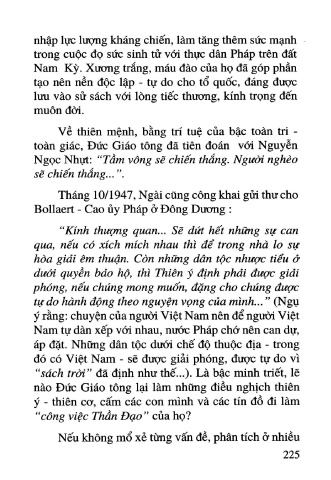 nhập lực lượng kháng chiến, làm tăng thêm sức mạnh
trong cuộc đọ sức sinh tử với thực dân Pháp trên đất
Nam Kỳ. Xương trắng, máu đào của họ đã góp phần
tạo nên nền độc lập - tự do cho tổ quốc, đáng được
lưu vào sử sách với lòng tiếc thương, kính trọng đến
muôn đời.
Về thiên mệnh, bằng trí tuệ của bậc toàn tri -
toàn giác, Đức Giáo tông đã tiên đoán với Nguyễn
Ngọc Nhựt: “Tầm vông sẽ chiến thắng. Người nghèo
sẽ chiến thắng...”.
Tháng 10/1947, Ngài cũng công khai gửi thư cho
Bollaert - Cao ủy Pháp ở Đông Dương :
“Kính thượng quan... Sẽ dứt hết những sự can
qua, nếu có xích mích nhau thì để trong nhà lo sự
hòa giải êm thuận. Còn những dân tộc nhược tiểu ở
dưới quyền bảo hộ, thì Thiên ý định phải được giải
phóng, nếu chúng mong muốn, đặng cho chúng được
tự do hành động theo nguyện vọng của mình...” (Ngụ
ý rằng: chuyện của người Việt Nam nên để người Việt
Nam tự dàn xếp với nhau, nước Pháp chớ nên can dự,
áp đặt. Những dân tộc dưới chế độ thuộc địa - trong
đó có Việt Nam - sẽ được giải phóng, được tự do vì
“sách trời” đã định như thế...). Là bậc minh triết, lẽ
nào Đức Giáo tông lại làm những điều nghịch thiên
ý - thiên cơ, cấm các con mình và các tín đồ đi làm
“công việc Thần Đạo” của họ?
Nếu không mổ xẻ từng vấn đề, phân tích ở nhiều
225